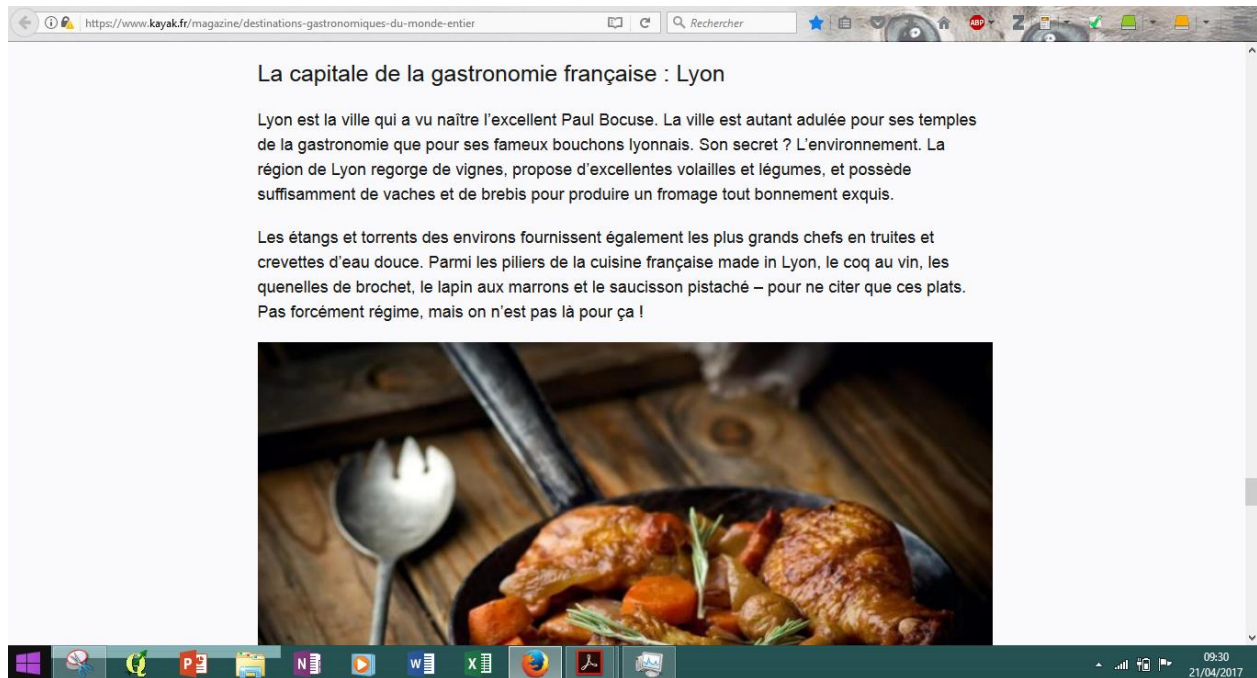 https://www.kayak.fr/magazine/destinations-gastronomiques-du-monde-entier
Rechercher
ABP
Z
La capitale de la gastronomie française : Lyon
Lyon est la ville qui a vu naître l’excellent Paul Bocuse. La ville est autant adulée pour ses temples
de la gastronomie que pour ses fameux bouchons lyonnais. Son secret ? L’environnement. La
région de Lyon regorge de vignes, propose d’excellentes volailles et légumes, et possède
suffisamment de vaches et de brebis pour produire un fromage tout bonnement exquis.
Les étangs et torrents des environs fournissent également les plus grands chefs en truites et
crevettes d’eau douce. Parmi les piliers de la cuisine française made in Lyon, le coq au vin, les
quenelles de brochet, le lapin aux marrons et le saucisson pistaché – pour ne citer que ces plats.
Pas forcément régime, mais on n’est pas là pour ça !
P
N
W
X
09:30
21/04/2017